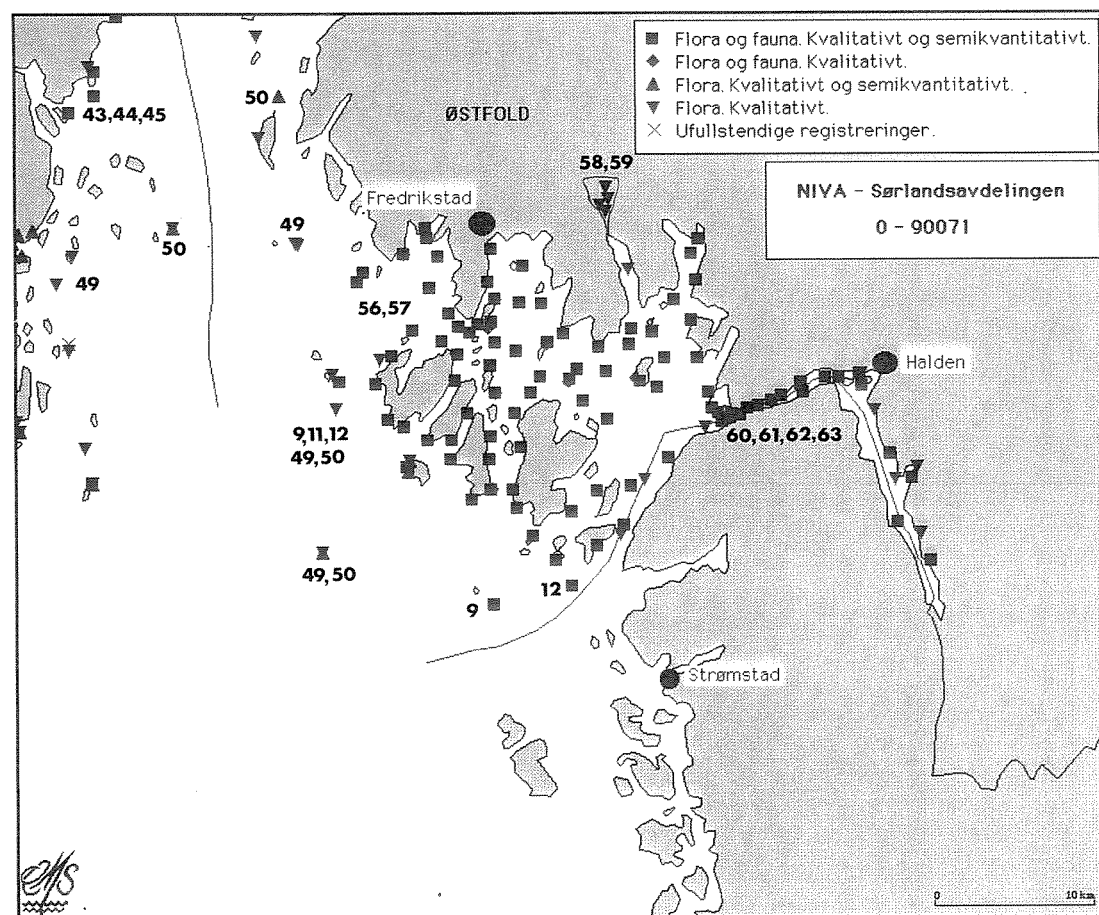 Flora og fauna. Kvalitativt og semikvantitativt.
Flora og fauna. Kvalitativt.
Flora. Kvalitativt og semikvantitativt.
Flora. Kvalitativt.
Ufullstendige registreringer.
NIVA - Sørlandsavdelingen
0 - 90071
50
43,44,45
ØSTFOLD
58,59
Fredrikstad
50
49
49
56,57
Halden
9,11,12
49,50
60,61,62,63
49,50
12
9
Strømstad
0
10 km